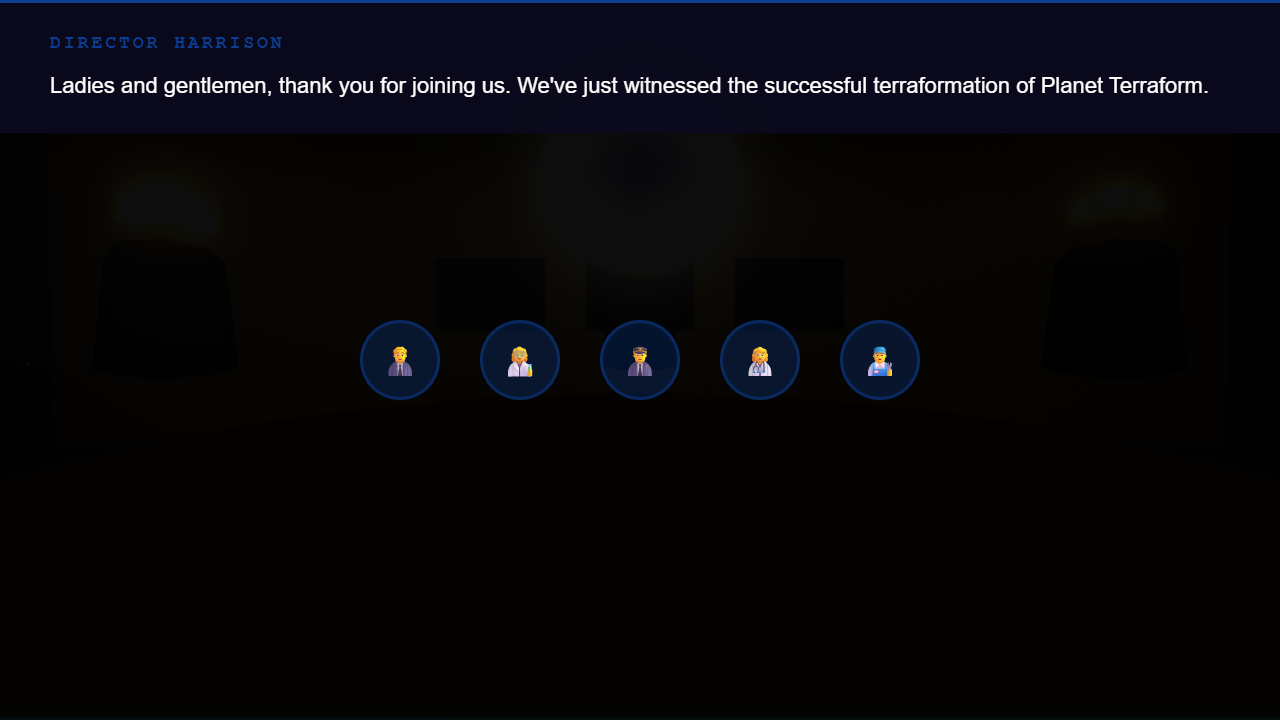 DIRECTOR HARRISON
Ladies and gentlemen, thank you for joining us. We've just witnessed the successful terraformation of Planet Terraform.